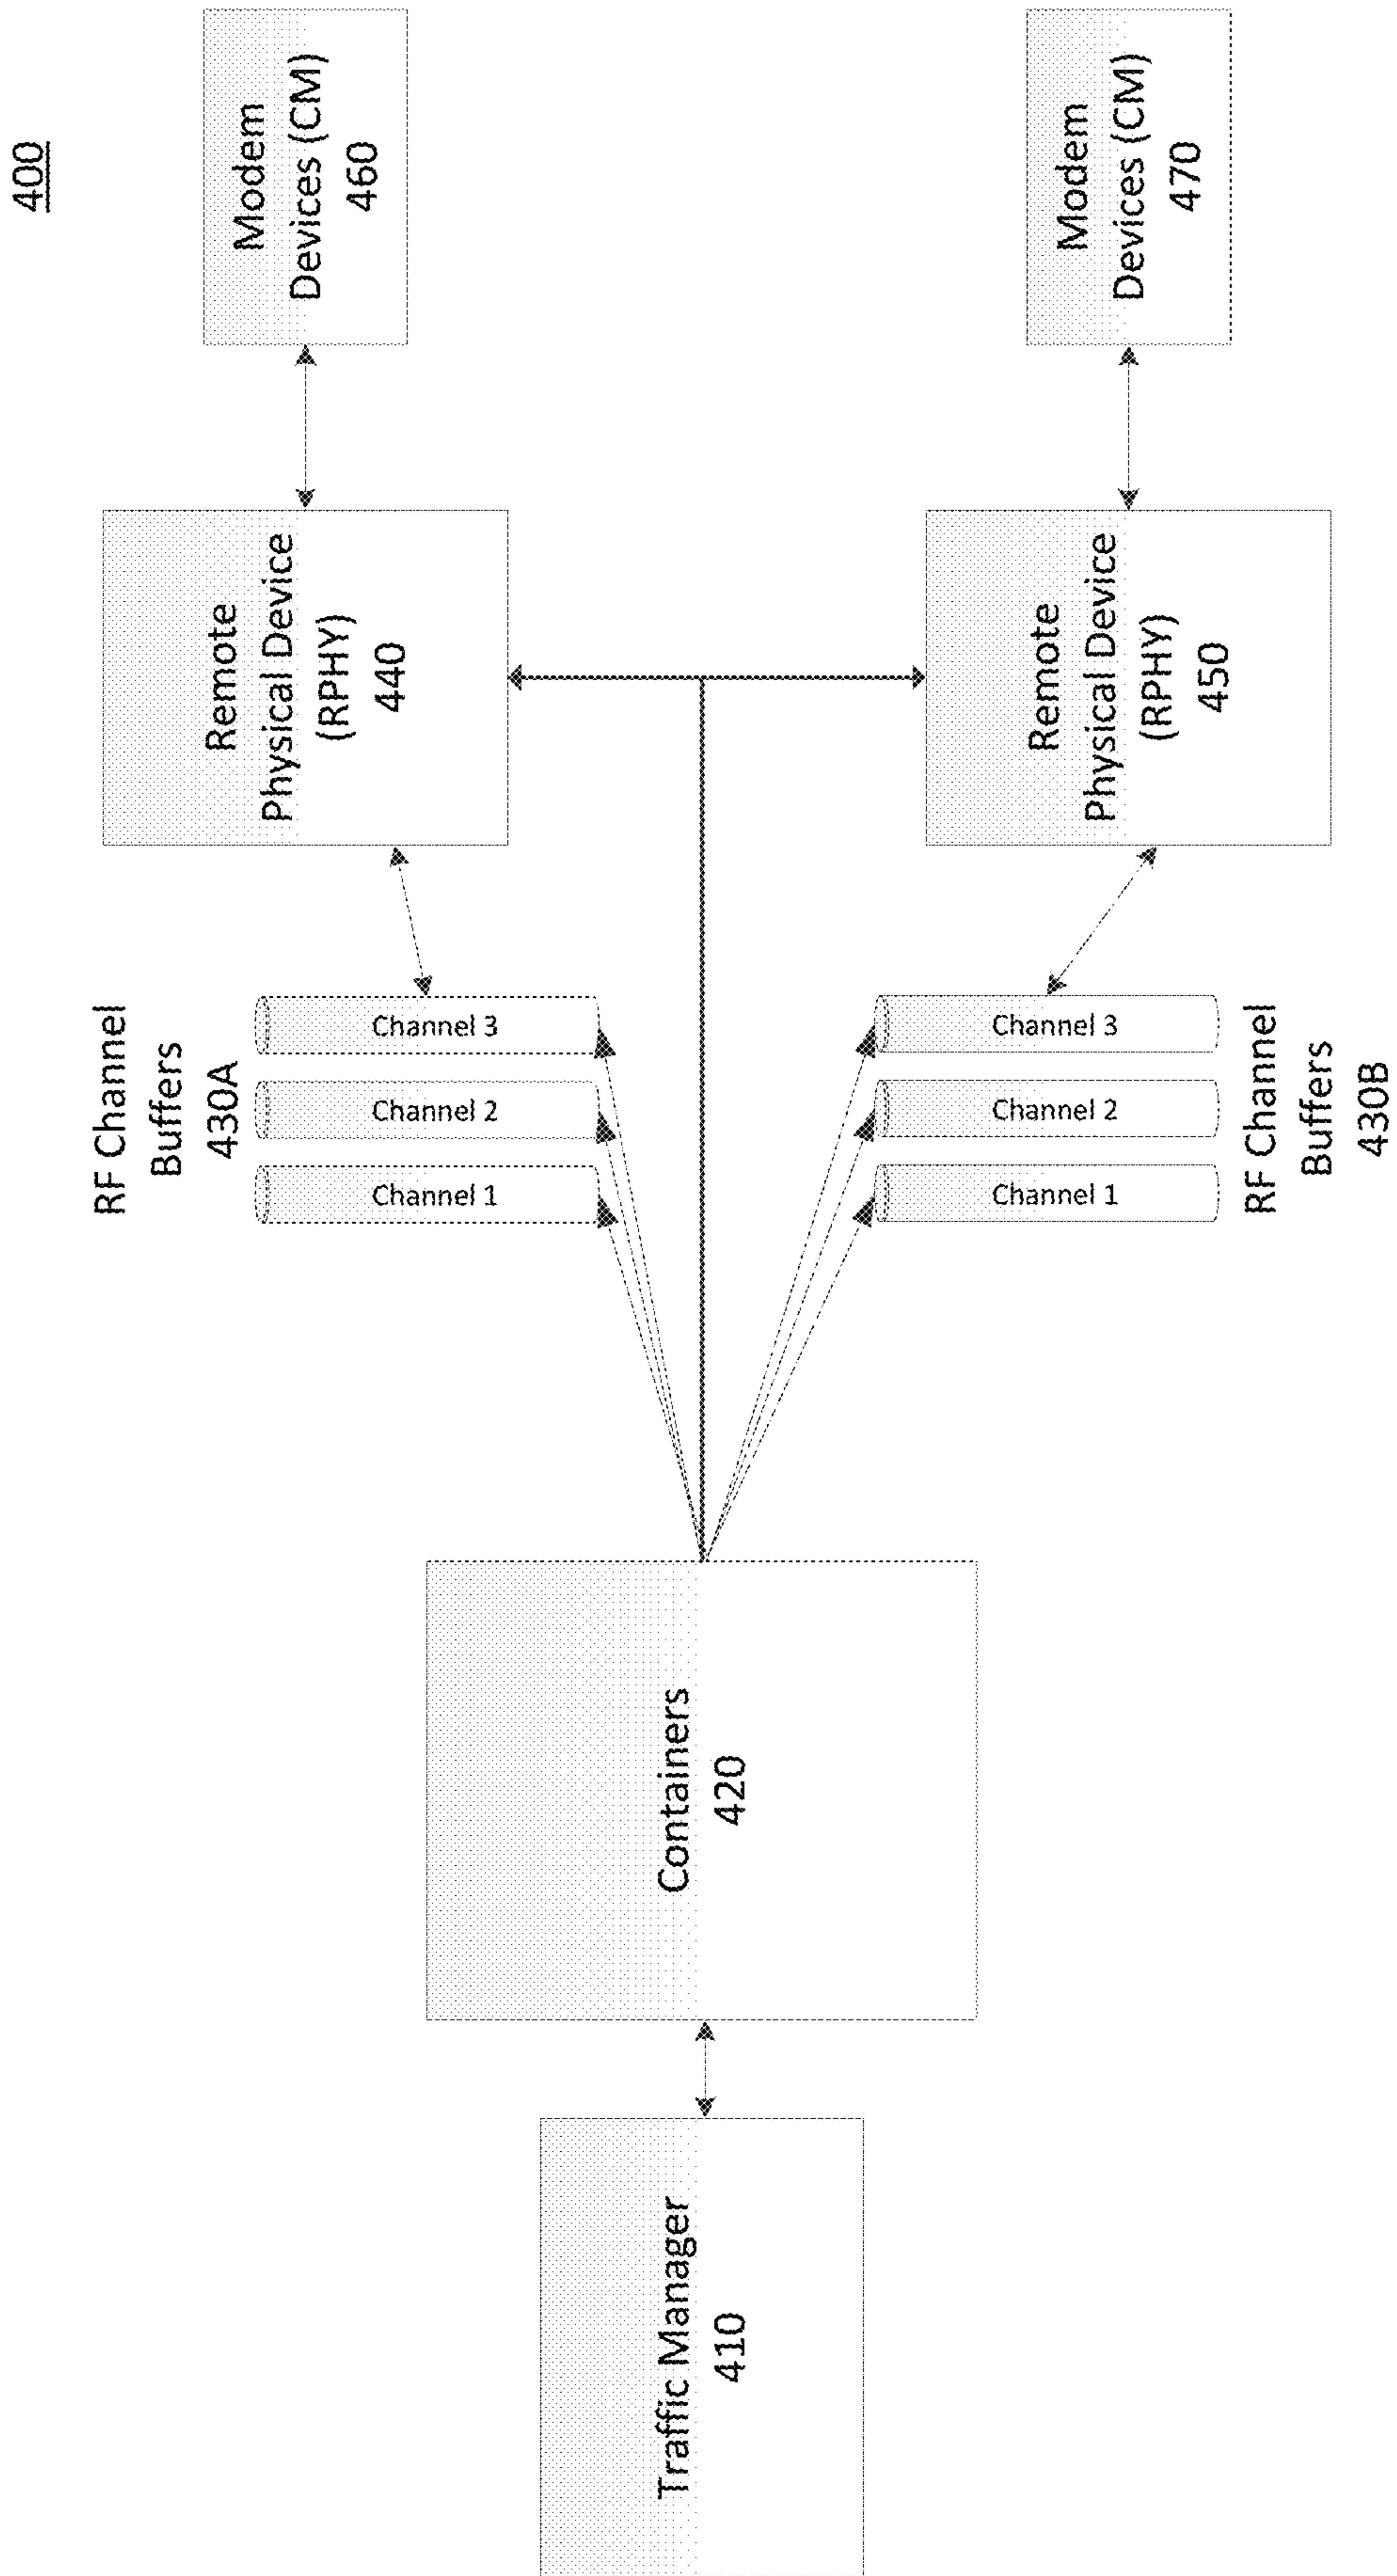 400
Traffic Manager
410
Containers
420
RF Channel
Buffers
430A
Channel 1
Channel 2
Channel 3
Channel 1
Channel 2
Channel 3
RF Channel
Buffers
430B
Remote
Physical Device
(RPHY)
440
Remote
Physical Device
(RPHY)
450
Modem
Devices (CM)
460
Modem
Devices (CM)
470